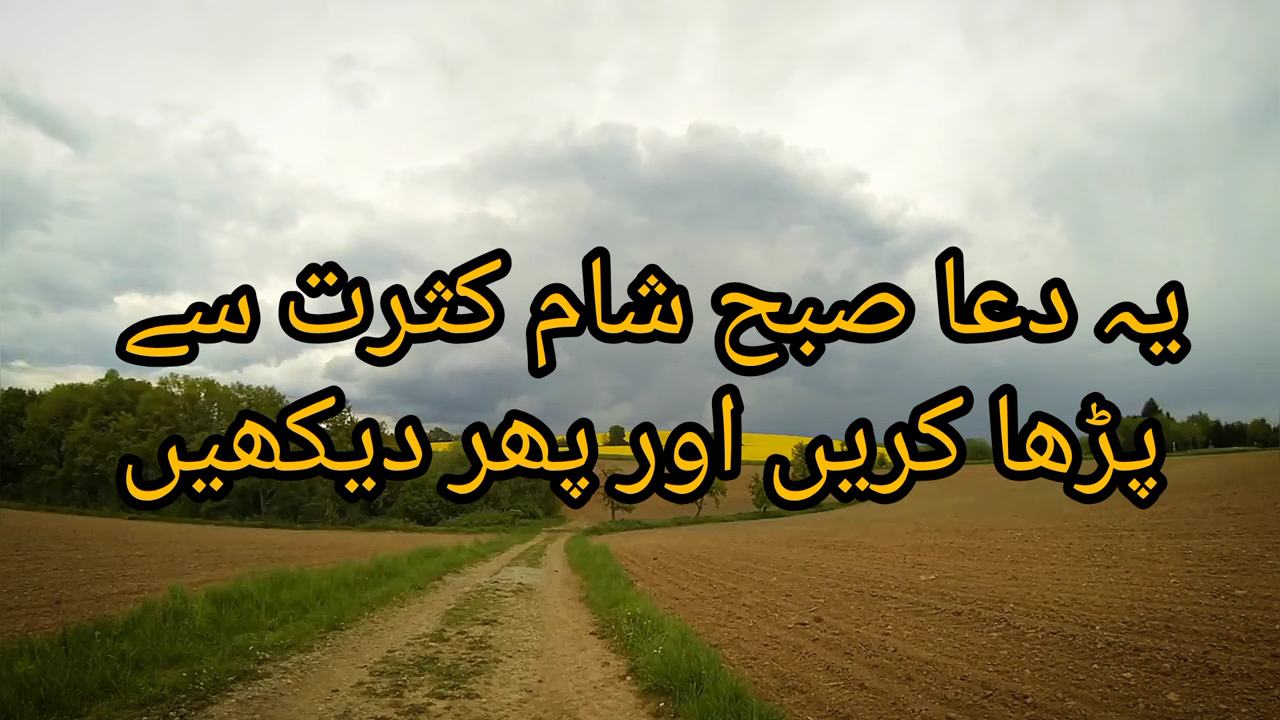 یہ دعا صبح شام کثرت سے
پڑھا کریں اور پھر دیکھیں